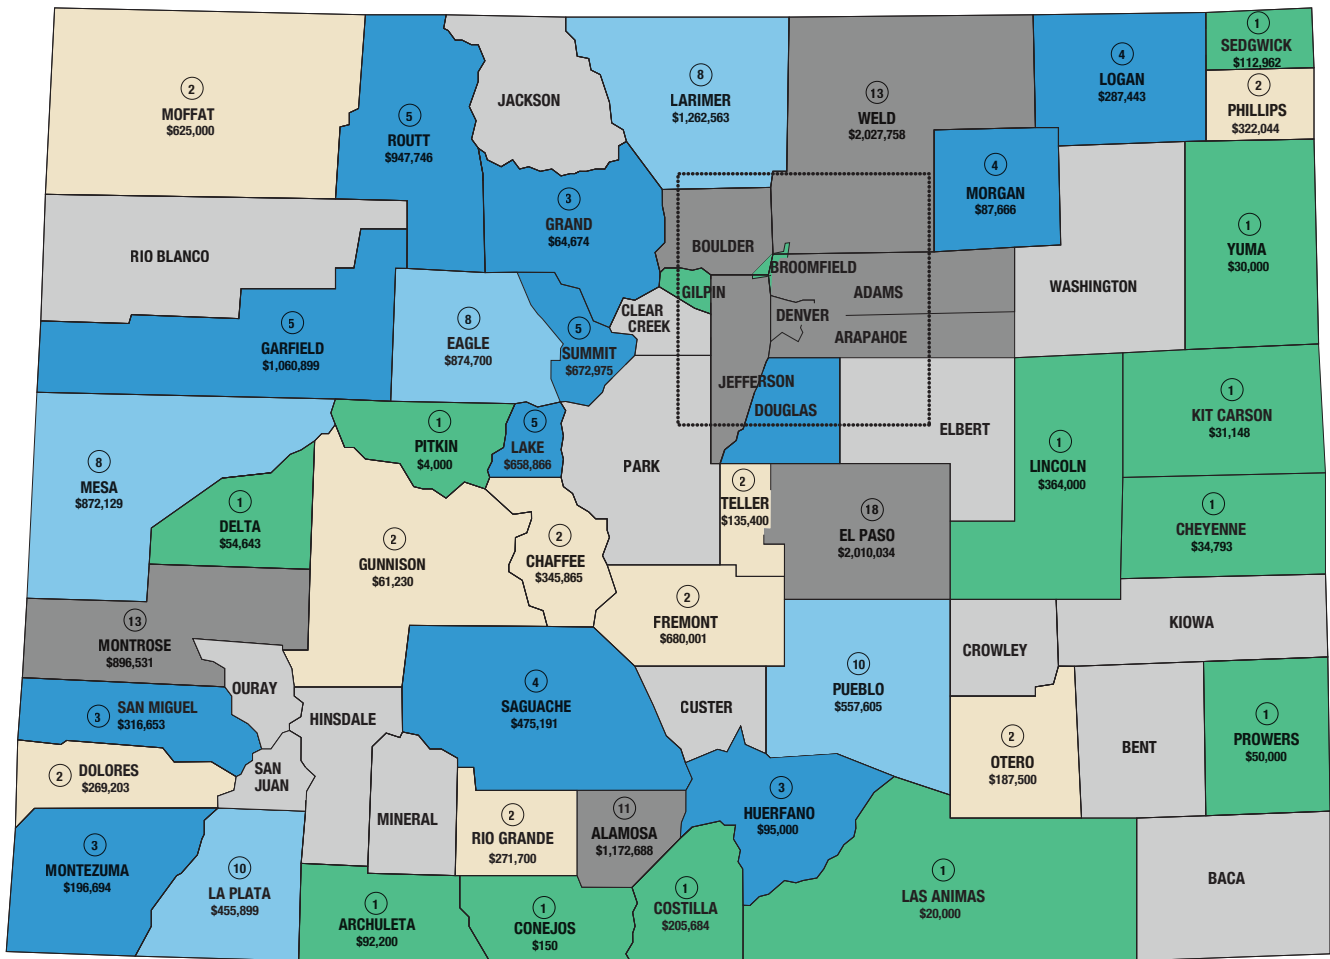 2
MOFFAT
$625,000
5
ROUTT
$947,746
JACKSON
8
LARIMER
$1,262,563
13
WELD
$2,027,758
4
LOGAN
$287,443
1
SEDGWICK
$112,962
2
PHILLIPS
$322,044
4
MORGAN
$87,666
3
GRAND
$64,674
RIO BLANCO
BOULDER
BROOMFIELD
GILPIN
ADAMS
DENVER
ARAPAHOE
CLEAR
CREEK
WASHINGTON
1
YUMA
$30,000
5
GARFIELD
$1,060,899
8
EAGLE
$874,700
5
SUMMIT
$672,975
JEFFERSON
DOUGLAS
ELBERT
1
KIT CARSON
$31,148
1
LINCOLN
$364,000
1
PITKIN
$4,000
5
LAKE
$658,866
PARK
8
MESA
$872,129
1
DELTA
$54,643
2
GUNNISON
$61,230
2
CHAFFEE
$345,865
2
TELLER
$135,400
18
EL PASO
$2,010,034
1
CHEYENNE
$34,793
2
FREMONT
$680,001
KIOWA
CROWLEY
13
MONTROSE
$896,531
OURAY
3
SAN MIGUEL
$316,653
HINSDALE
4
SAGUACHE
$475,191
CUSTER
10
PUEBLO
$557,605
2
OTERO
$187,500
BENT
1
PROWERS
$50,000
2
DOLORES
$269,203
SAN
JUAN
MINERAL
2
RIO GRANDE
$271,700
11
ALAMOSA
$1,172,688
3
HUERFANO
$95,000
3
MONTEZUMA
$196,694
10
LA PLATA
$455,899
1
ARCHULETA
$92,200
1
CONEJOS
$150
1
COSTILLA
$205,684
1
LAS ANIMAS
$20,000
BACA